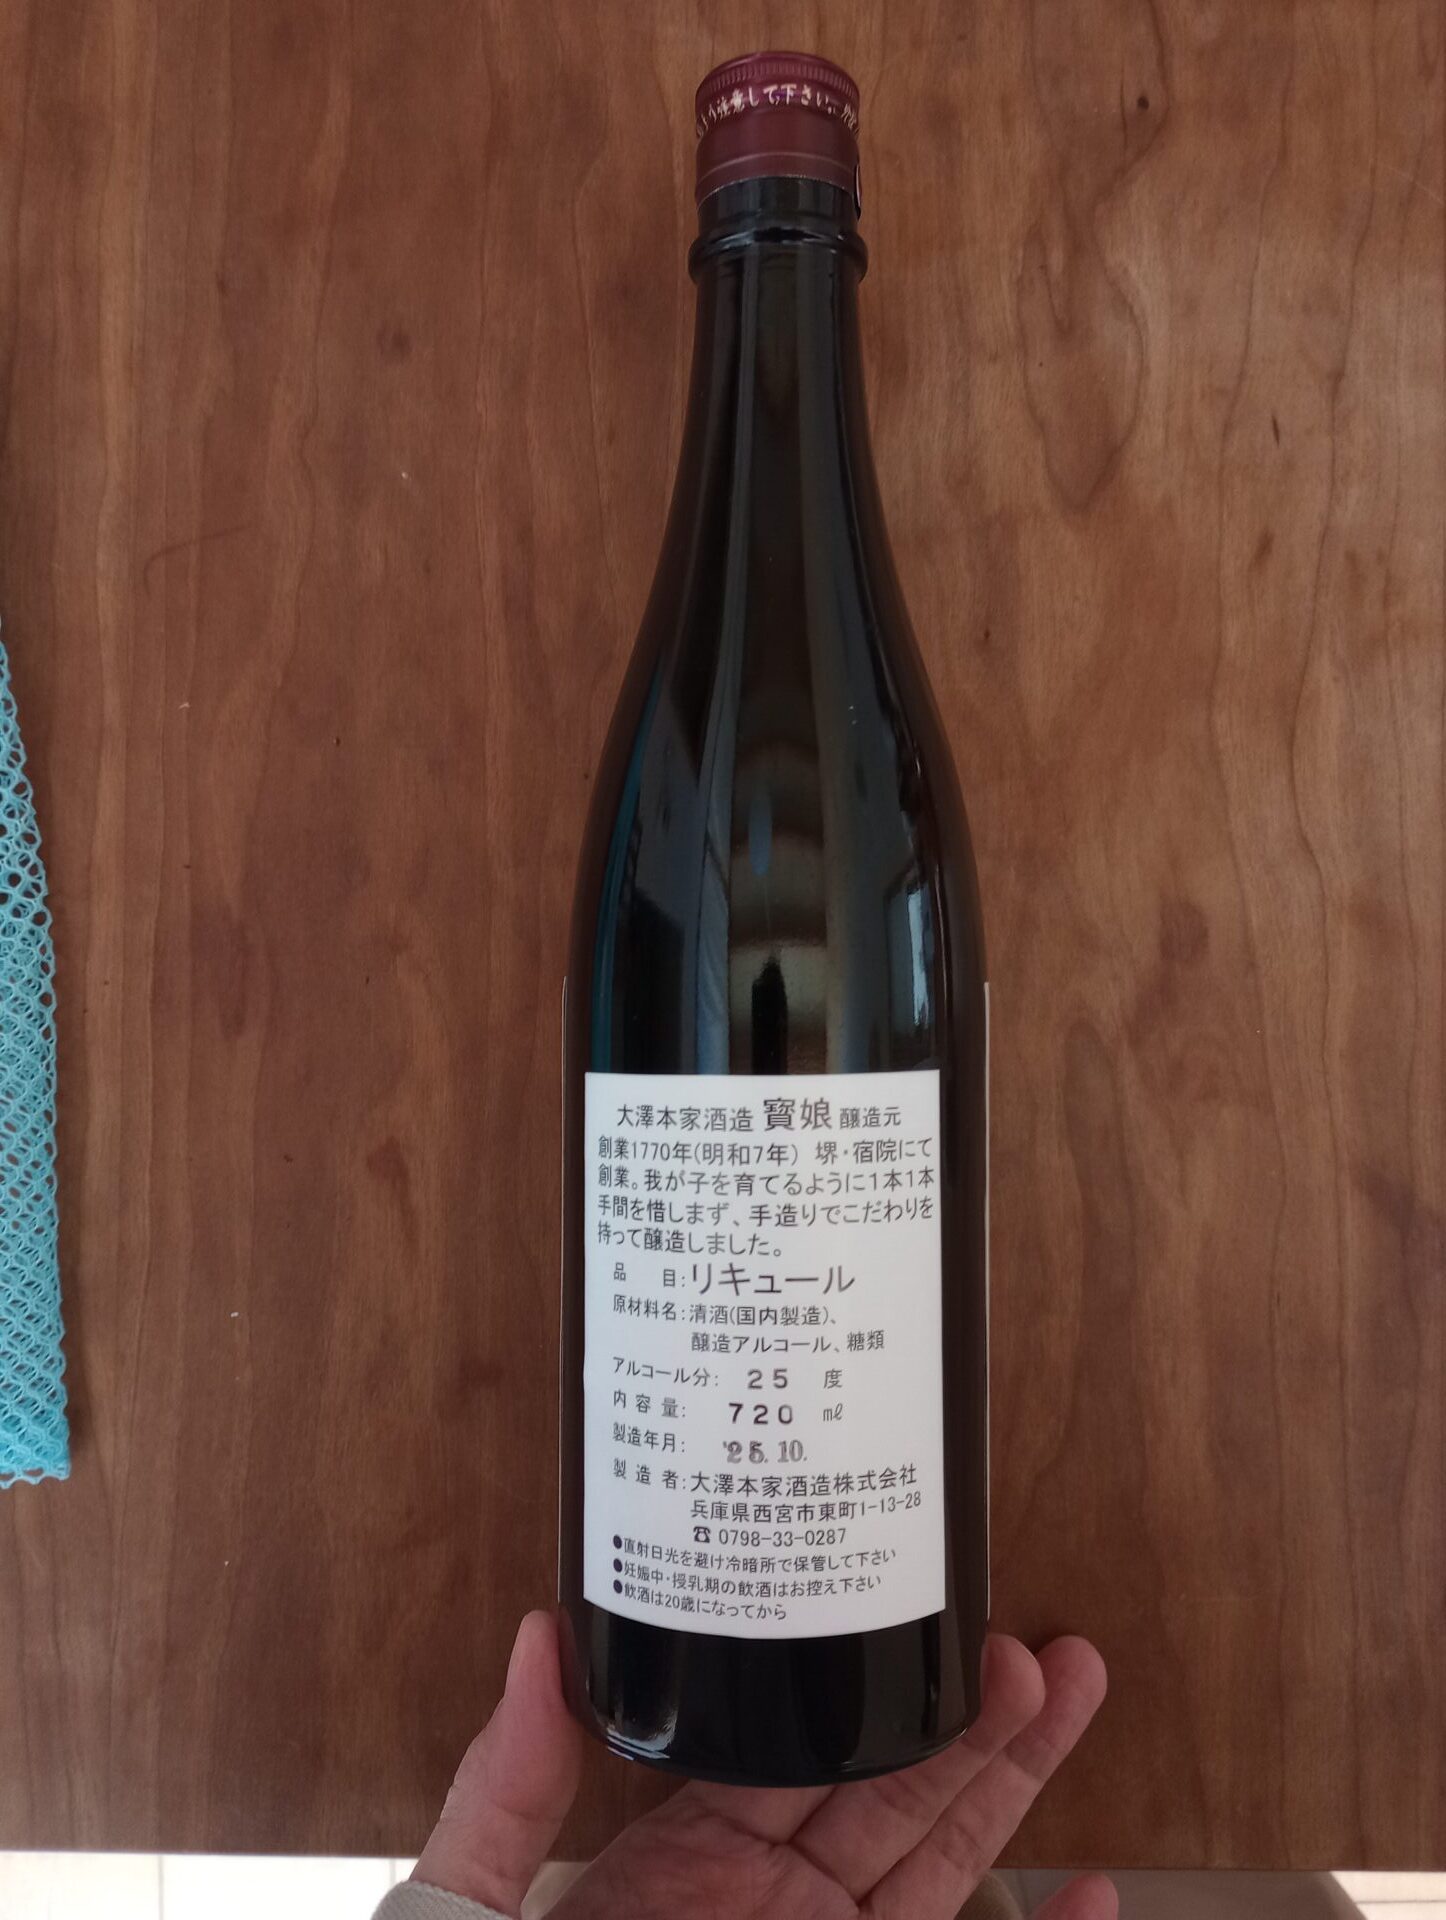 注意して下さい。
大澤本家酒造 寳娘 醸造元
創業1770年(明和7年) 堺・宿院にて
創業。我が子を育てるように1本1本
手間を惜しまず、手造りでこだわりを
持って醸造しました。
品 目:リキュール
原材料名:清酒(国内製造)、
醸造アルコール、糖類
アルコール分: 25 度
内 容 量: 720 ㎖
製造年月: '25.10.
製 造 者:大澤本家酒造株式会社
兵庫県西宮市東町1-13-28
☎ 0798-33-0287
●直射日光を避け冷暗所で保管して下さい
●妊娠中・授乳期の飲酒はお控え下さい
●飲酒は20歳になってから